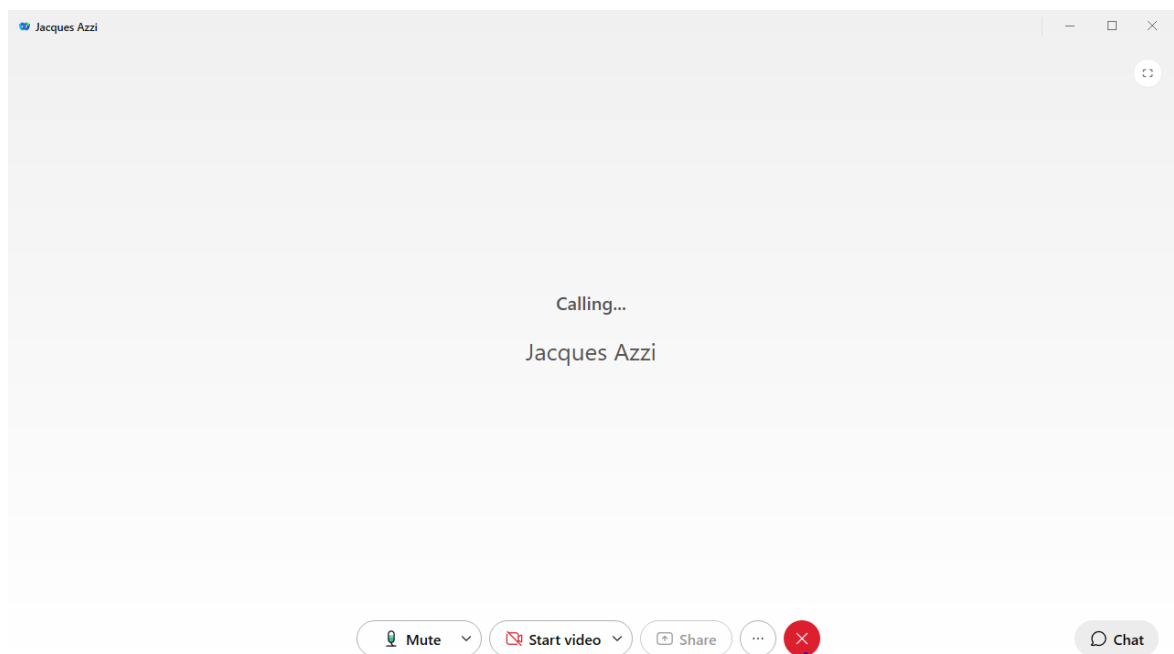 Jacques Azzi
Calling...
Jacques Azzi
Mute
Start video
Share
Chat